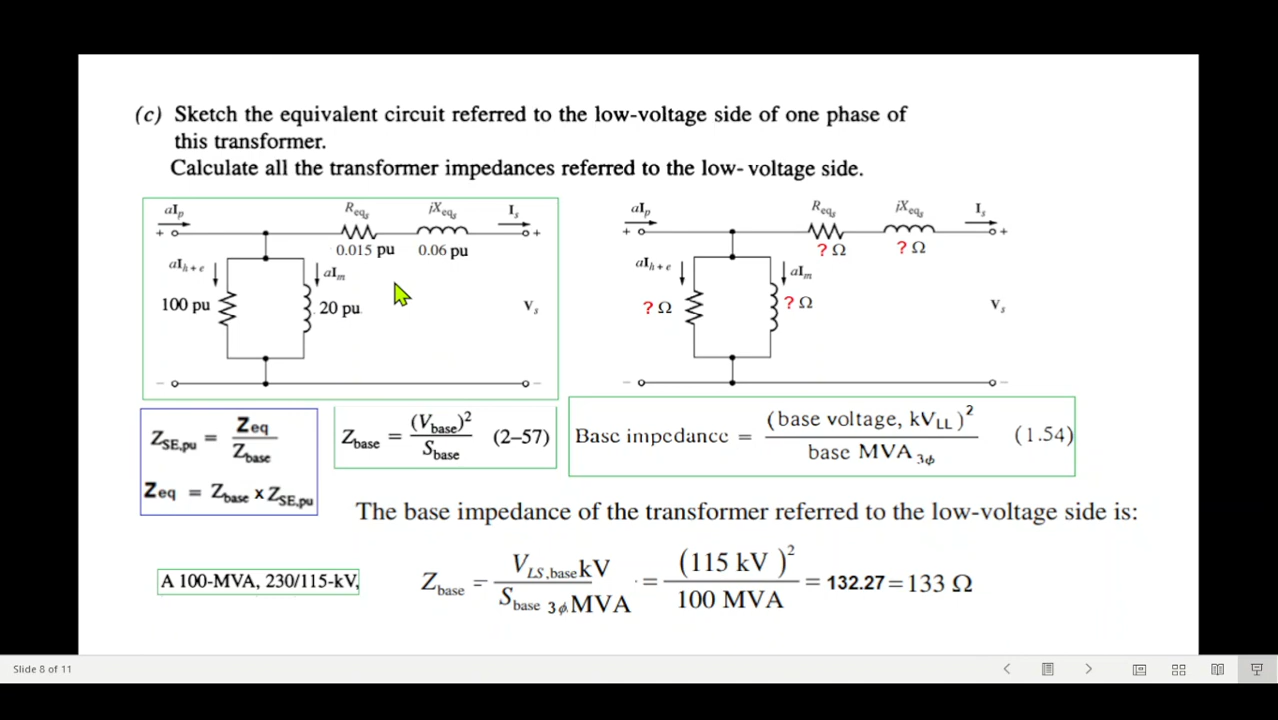 (c) Sketch the equivalent circuit referred to the low-voltage side of one phase of
this transformer.
Calculate all the transformer impedances referred to the low- voltage side.
aIp Reqs jXeqs Is
+ +
0.015 pu 0.06 pu
aIh+e aIm
100 pu 20 pu Vs
– –
aIp Reqs jXeqs Is
+ +
? Ω ? Ω
aIh+e aIm
? Ω ? Ω Vs
– –
ZSE,pu = Zeq / Zbase
Zeq = Zbase x ZSE,pu
Zbase = (Vbase)² / Sbase (2–57)
Base impedance = (base voltage, kVLL)² / base MVA3ϕ (1.54)
The base impedance of the transformer referred to the low-voltage side is:
A 100-MVA, 230/115-kV,
Zbase = VLS,base kV / Sbase 3ϕ MVA = (115 kV )² / 100 MVA = 132.27 = 133 Ω
Slide 8 of 11